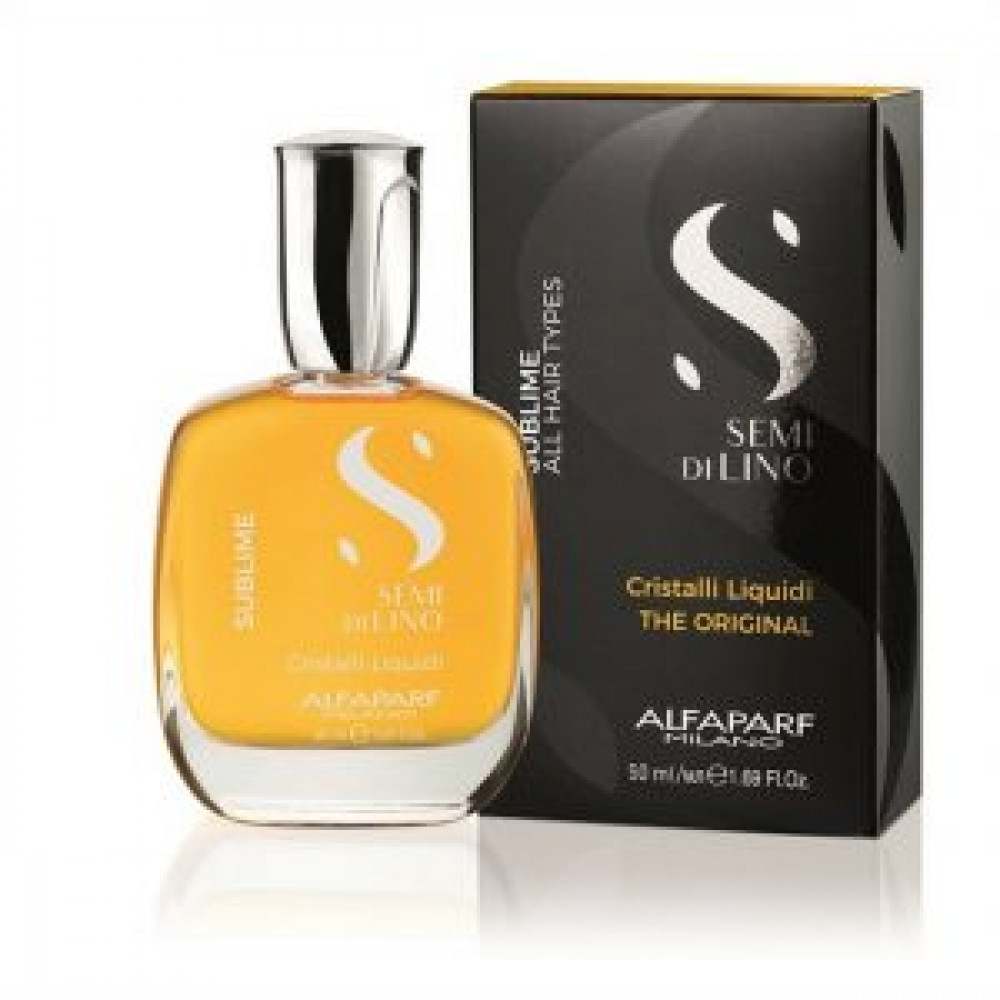 SUBLIME
SEMI
DI LINO
Cristalli Liquidi
ALFAPARF
MILANO
SUBLIME
ALL HAIR TYPES
SEMI
DI LINO
Cristalli Liquidi
THE ORIGINAL
ALFAPARF
MILANO
50 ml/ 1.69 Fl.Oz.